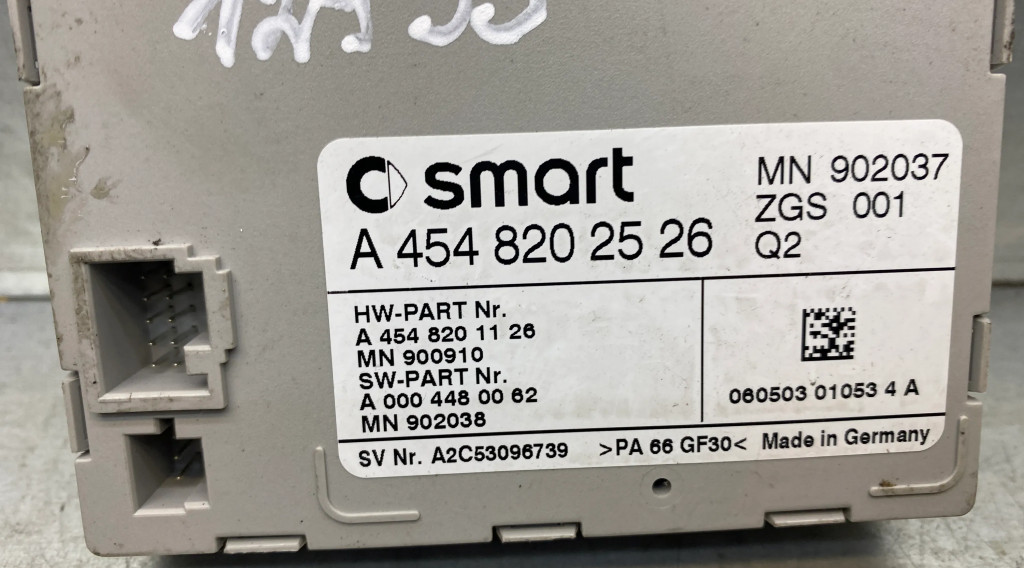 smart
A 454 820 25 26
MN 902037
ZGS 001
Q2
HW-PART Nr.
A 454 820 11 26
MN 900910
SW-PART Nr.
A 000 448 00 62
MN 902038
060503 01053 4 A
SV Nr. A2C53096739 >PA 66 GF30< Made in Germany